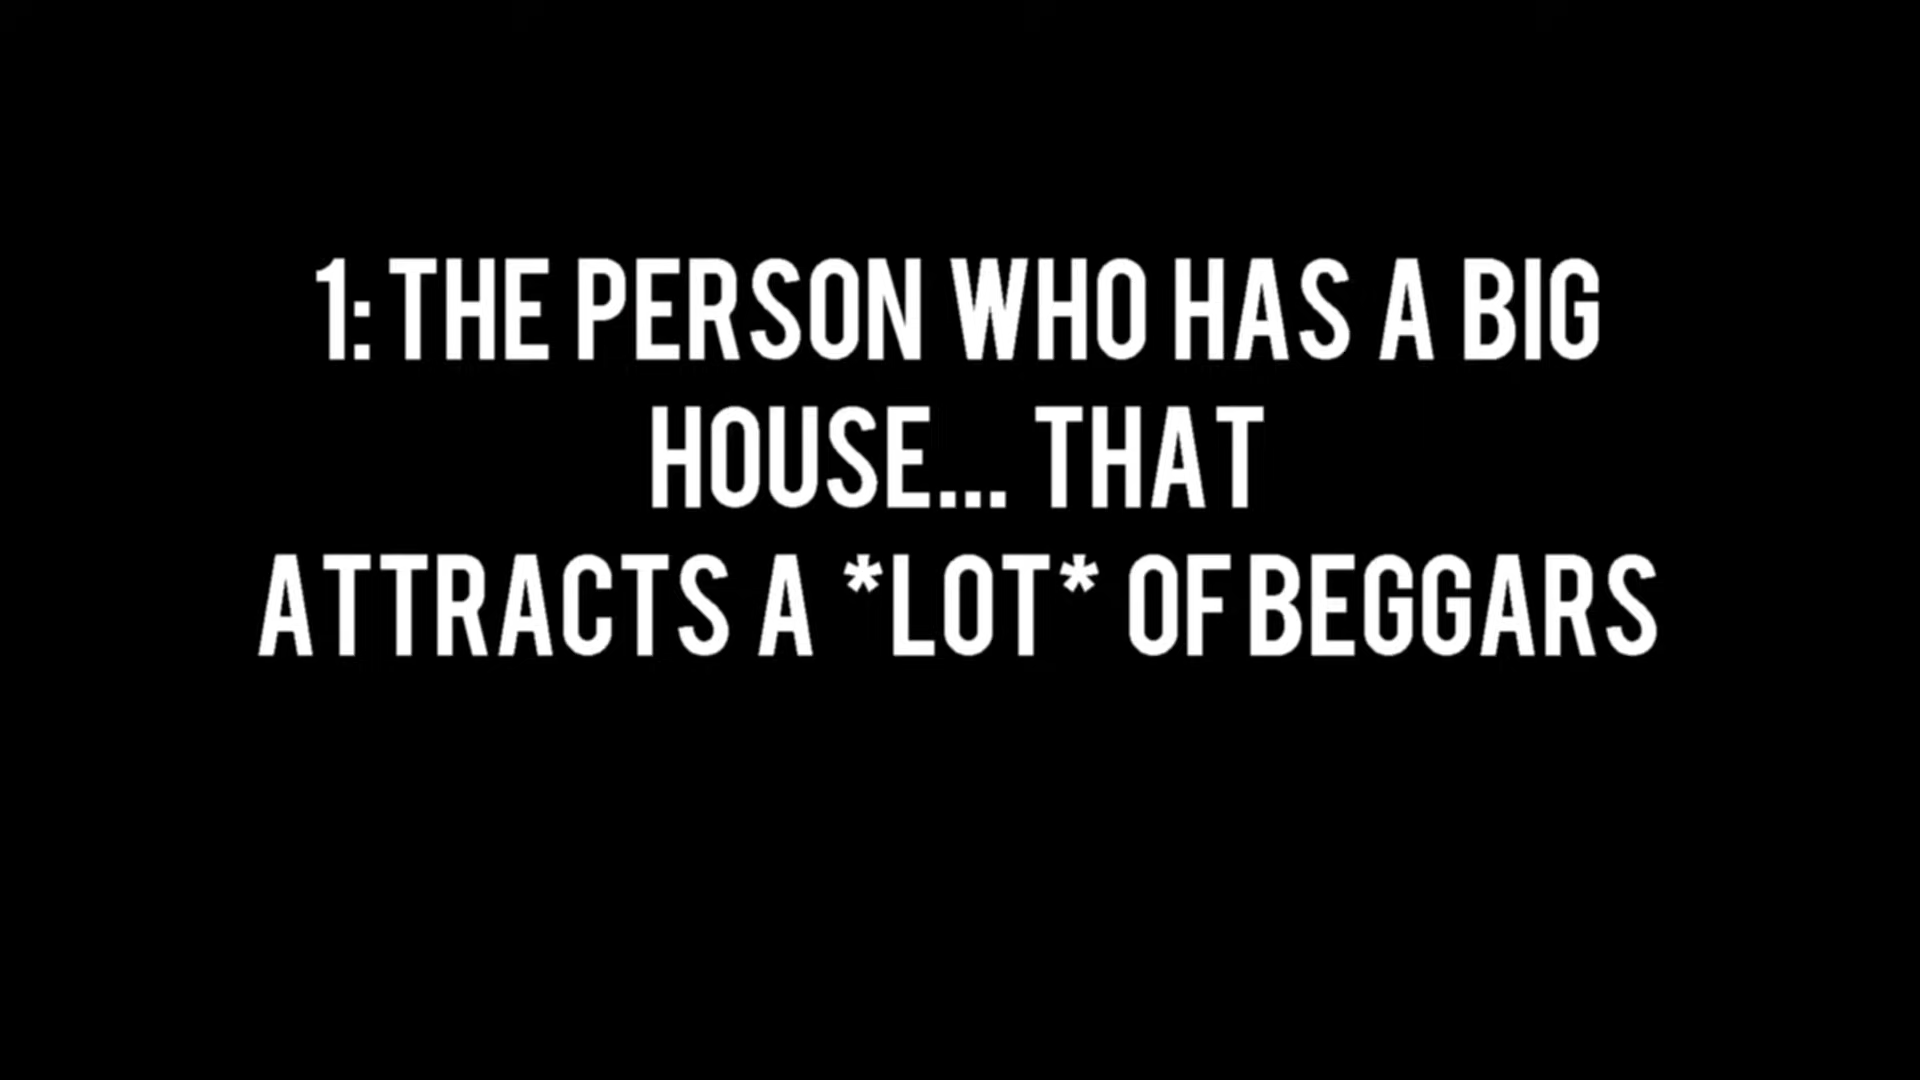 1: THE PERSON WHO HAS A BIG
HOUSE... THAT
ATTRACTS A *LOT* OF BEGGARS